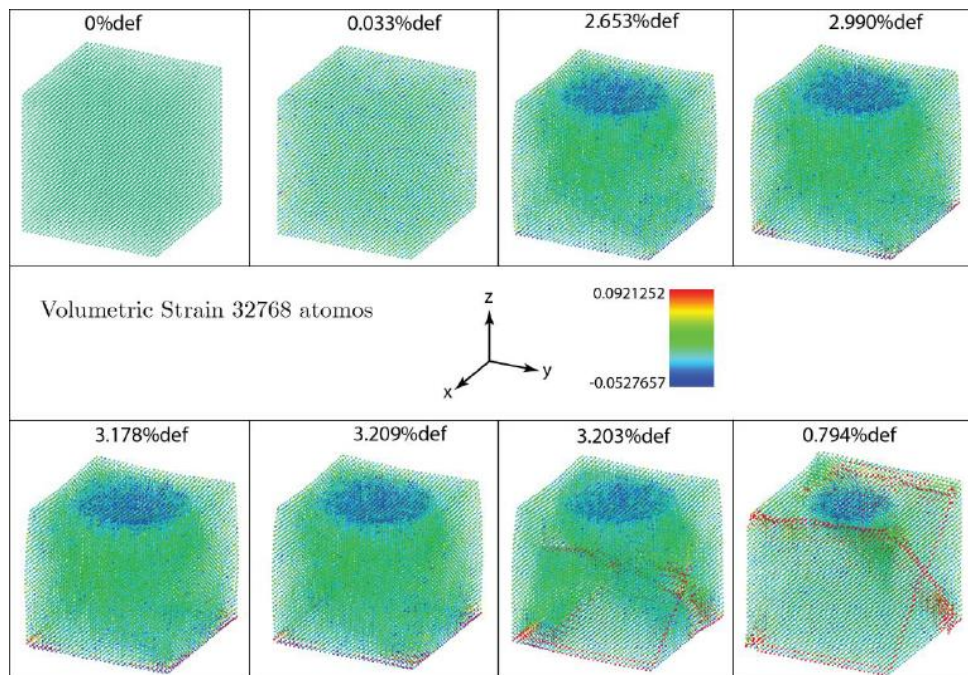 0%def
0.033%def
2.653%def
2.990%def
Volumetric Strain 32768 atomos
z
y
x
0.0921252
-0.0527657
3.178%def
3.209%def
3.203%def
0.794%def